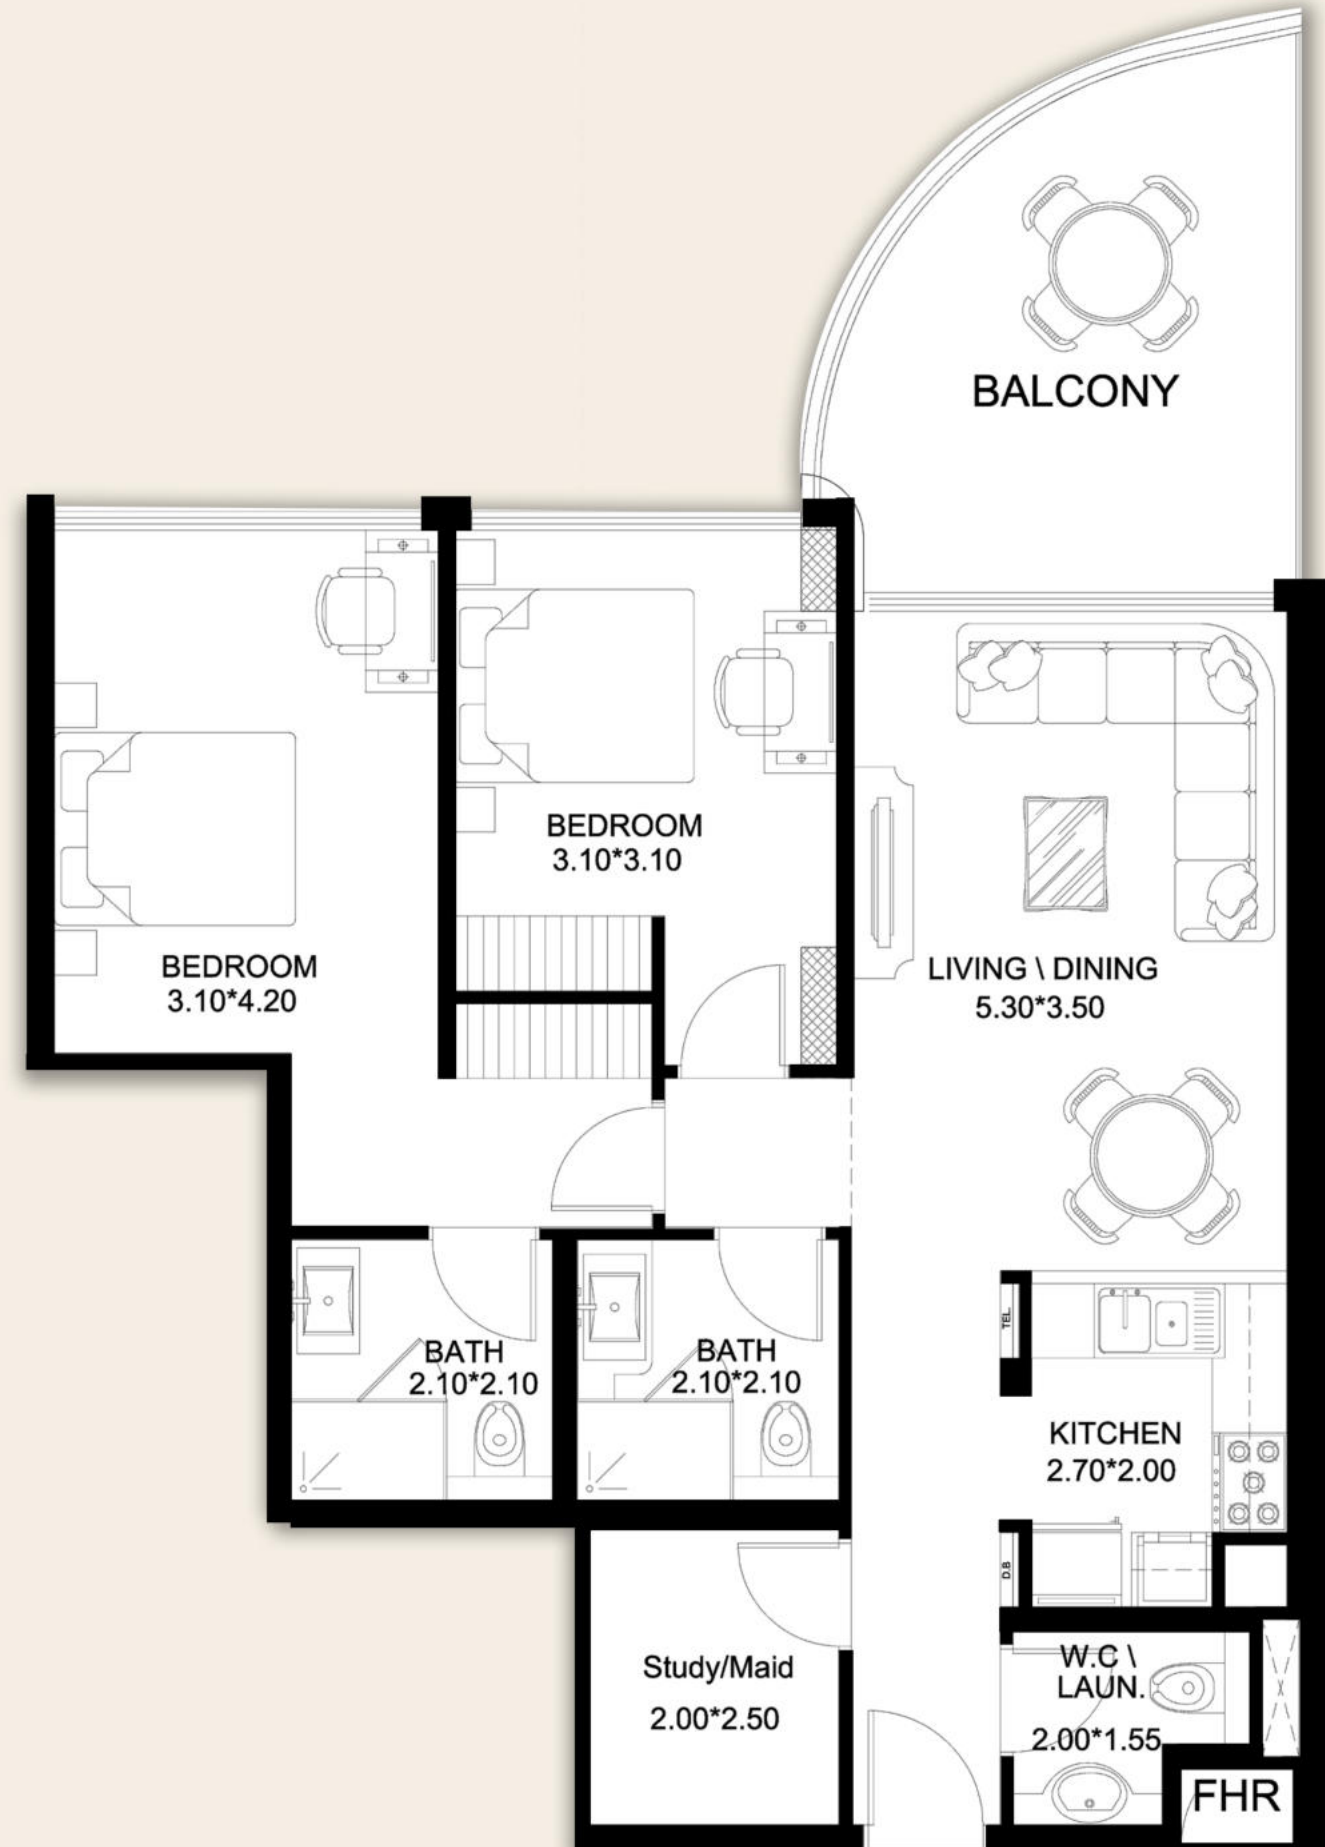 BALCONY
BEDROOM
3.10*3.10
BEDROOM
3.10*4.20
LIVING \ DINING
5.30*3.50
TEL.
BATH
2.10*2.10
BATH
2.10*2.10
KITCHEN
2.70*2.00
D.B
Study/Maid
2.00*2.50
W.C \
LAUN.
2.00*1.55
FHR